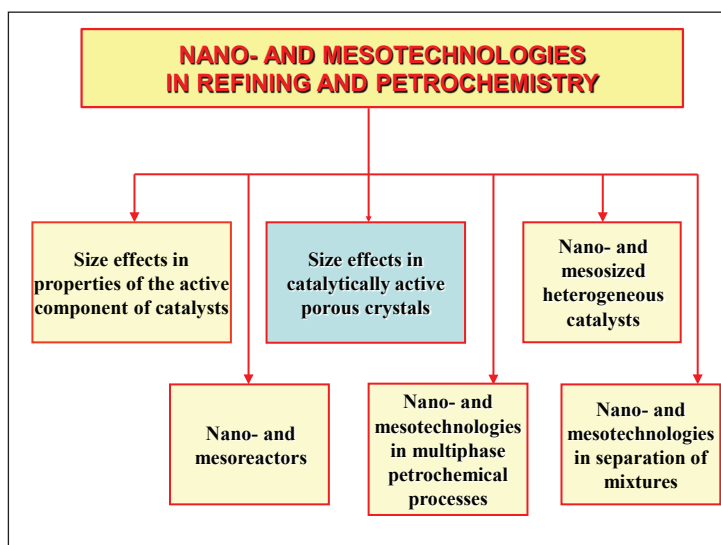 NANO- AND MESOTECHNOLOGIES
IN REFINING AND PETROCHEMISTRY
Size effects in
properties of the active
component of catalysts
Size effects in
catalytically active
porous crystals
Nano- and
mesosized
heterogeneous
catalysts
Nano- and
mesoreactors
Nano- and
mesotechnologies
in multiphase
petrochemical
processes
Nano- and
mesotechnologies
in separation of
mixtures